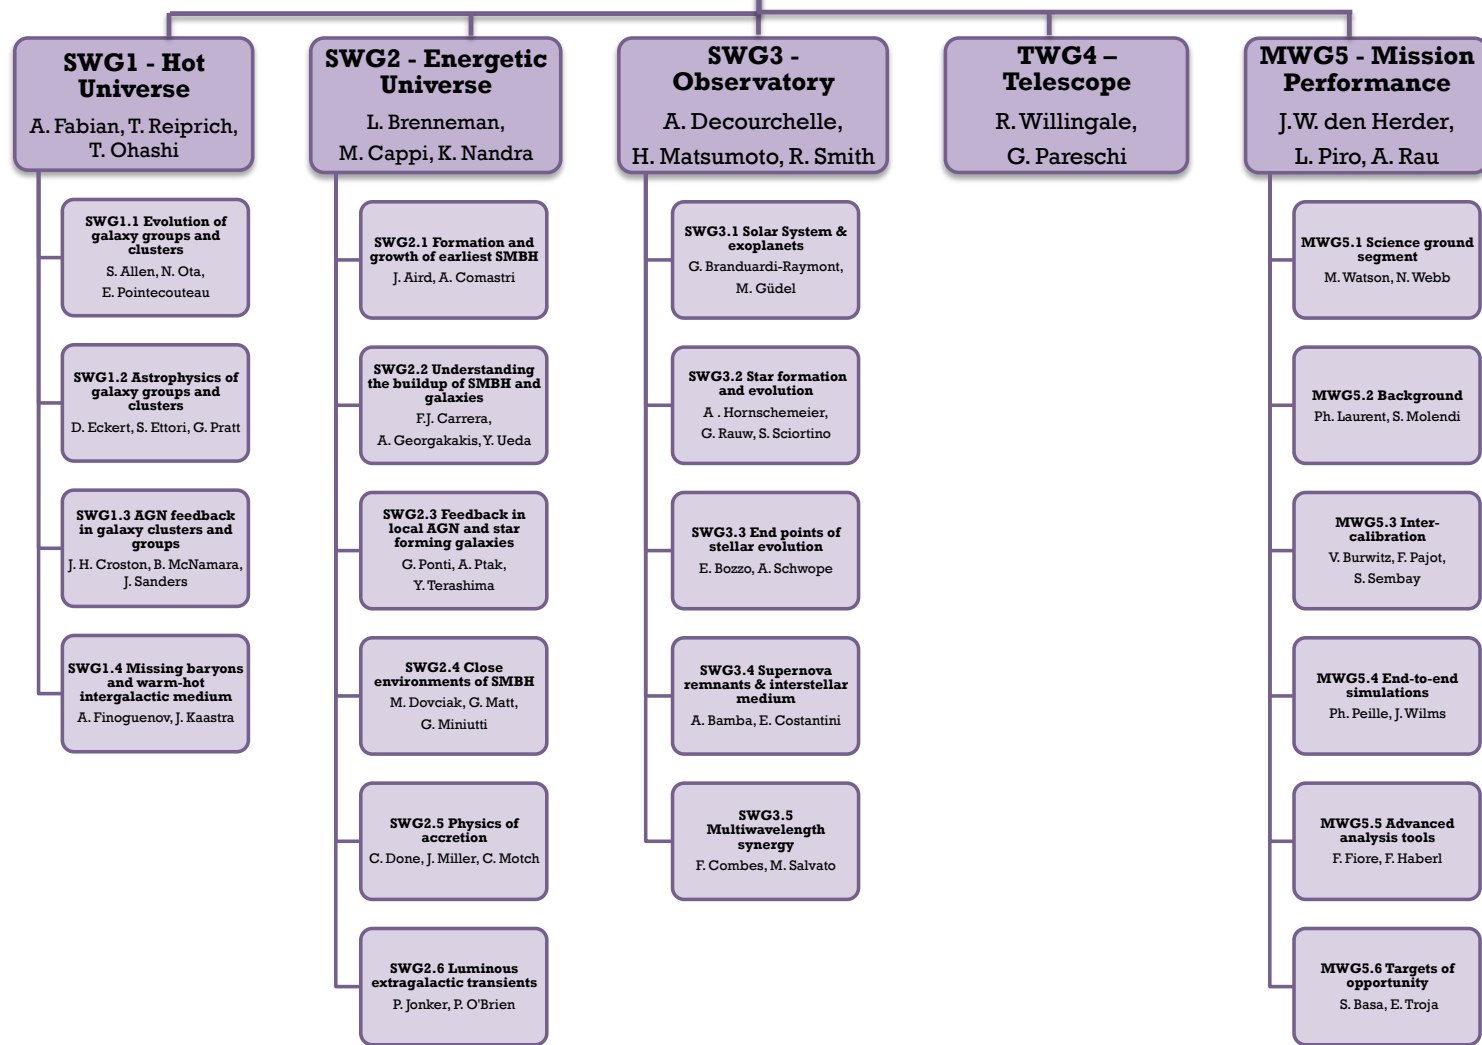 SWG1 - Hot
Universe
A. Fabian, T. Reiprich,
T. Ohashi
SWG1.1 Evolution of
galaxy groups and
clusters
S. Allen, N. Ota,
E. Pointecouteau
SWG1.2 Astrophysics of
galaxy groups and
clusters
D. Eckert, S. Ettori, G. Pratt
SWG1.3 AGN feedback
in galaxy clusters and
groups
J. H. Croston, B. McNamara,
J. Sanders
SWG1.4 Missing baryons
and warm-hot
intergalactic medium
A. Finoguenov, J. Kaastra
SWG2 - Energetic
Universe
L. Brenneman,
M. Cappi, K. Nandra
SWG2.1 Formation and
growth of earliest SMBH
J. Aird, A. Comastri
SWG2.2 Understanding
the buildup of SMBH and
galaxies
F.J. Carrera,
A. Georgakakis, Y. Ueda
SWG2.3 Feedback in
local AGN and star
forming galaxies
G. Ponti, A. Ptak,
Y. Terashima
SWG2.4 Close
environments of SMBH
M. Dovciak, G. Matt,
G. Miniutti
SWG2.5 Physics of
accretion
C. Done, J. Miller, C. Motch
SWG2.6 Luminous
extragalactic transients
P. Jonker, P. O'Brien
SWG3 -
Observatory
A. Decourchelle,
H. Matsumoto, R. Smith
SWG3.1 Solar System &
exoplanets
G. Branduardi-Raymont,
M. Güdel
SWG3.2 Star formation
and evolution
A . Hornschemeier,
G. Rauw, S. Sciortino
SWG3.3 End points of
stellar evolution
E. Bozzo, A. Schwope
SWG3.4 Supernova
remnants & interstellar
medium
A. Bamba, E. Costantini
SWG3.5
Multiwavelength
synergy
F. Combes, M. Salvato
TWG4 –
Telescope
R. Willingale,
G. Pareschi
MWG5 - Mission
Performance
J.W. den Herder,
L. Piro, A. Rau
MWG5.1 Science ground
segment
M. Watson, N. Webb
MWG5.2 Background
Ph. Laurent, S. Molendi
MWG5.3 Inter-
calibration
V. Burwitz, F. Pajot,
S. Sembay
MWG5.4 End-to-end
simulations
Ph. Peille, J. Wilms
MWG5.5 Advanced
analysis tools
F. Fiore, F. Haberl
MWG5.6 Targets of
opportunity
S. Basa, E. Troja